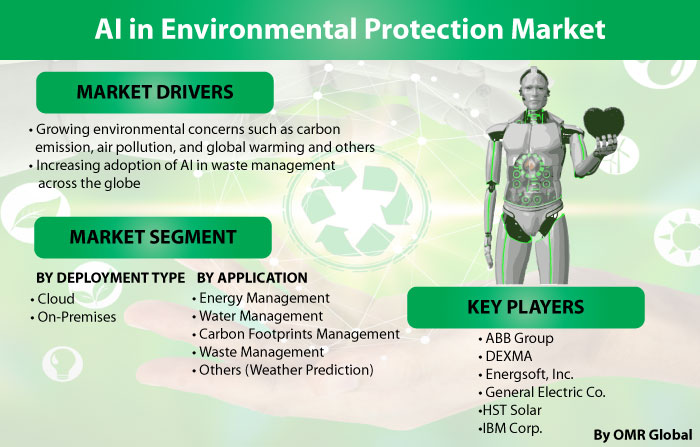 AI in Environmental Protection Market
MARKET DRIVERS
• Growing environmental concerns such as carbon
emission, air pollution, and global warming and others
• Increasing adoption of AI in waste management
across the globe
MARKET SEGMENT
BY DEPLOYMENT TYPE
• Cloud
• On-Premises
BY APPLICATION
• Energy Management
• Water Management
• Carbon Footprints Management
• Waste Management
• Others (Weather Prediction)
KEY PLAYERS
• ABB Group
• DEXMA
• Energsoft, Inc.
• General Electric Co.
•HST Solar
•IBM Corp.
By OMR Global